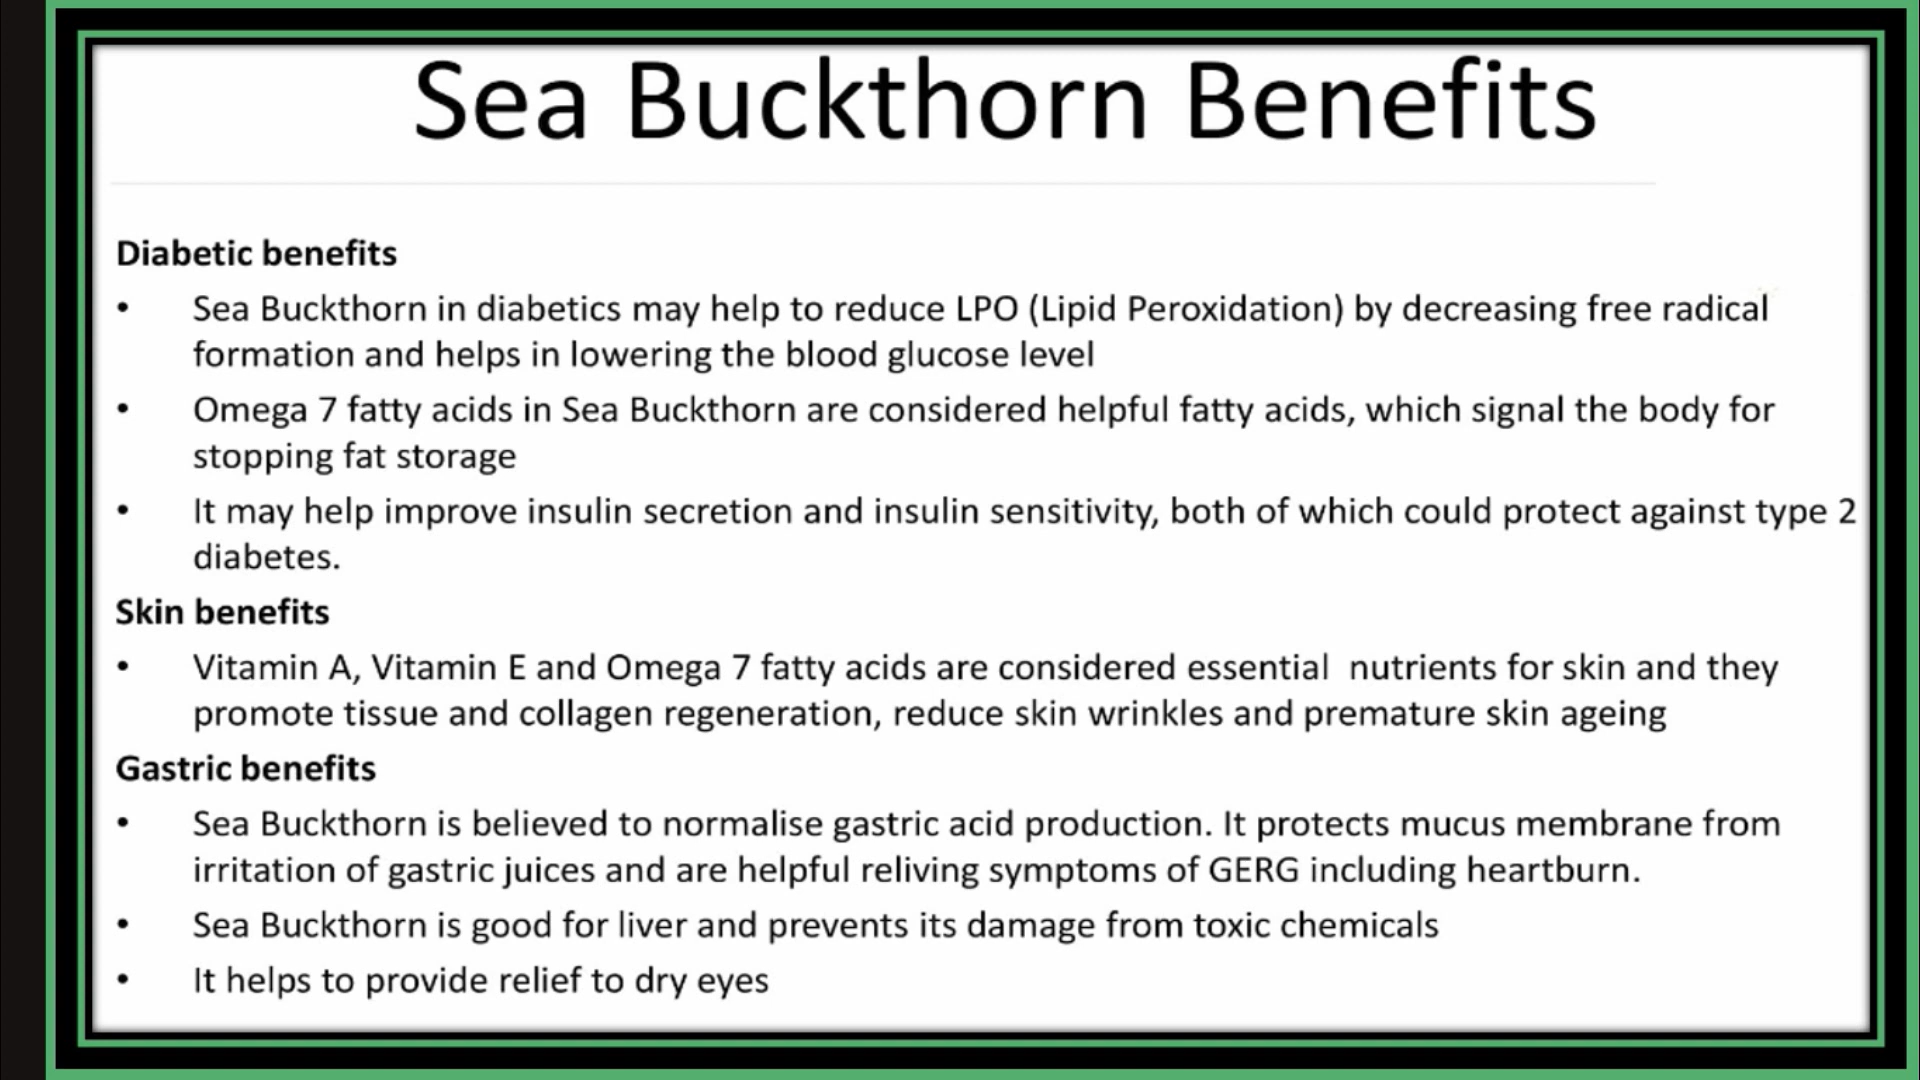 Sea Buckthorn Benefits
Diabetic benefits
• Sea Buckthorn in diabetics may help to reduce LPO (Lipid Peroxidation) by decreasing free radical
formation and helps in lowering the blood glucose level
• Omega 7 fatty acids in Sea Buckthorn are considered helpful fatty acids, which signal the body for
stopping fat storage
• It may help improve insulin secretion and insulin sensitivity, both of which could protect against type 2
diabetes.
Skin benefits
• Vitamin A, Vitamin E and Omega 7 fatty acids are considered essential  nutrients for skin and they
promote tissue and collagen regeneration, reduce skin wrinkles and premature skin ageing
Gastric benefits
• Sea Buckthorn is believed to normalise gastric acid production. It protects mucus membrane from
irritation of gastric juices and are helpful reliving symptoms of GERG including heartburn.
• Sea Buckthorn is good for liver and prevents its damage from toxic chemicals
• It helps to provide relief to dry eyes